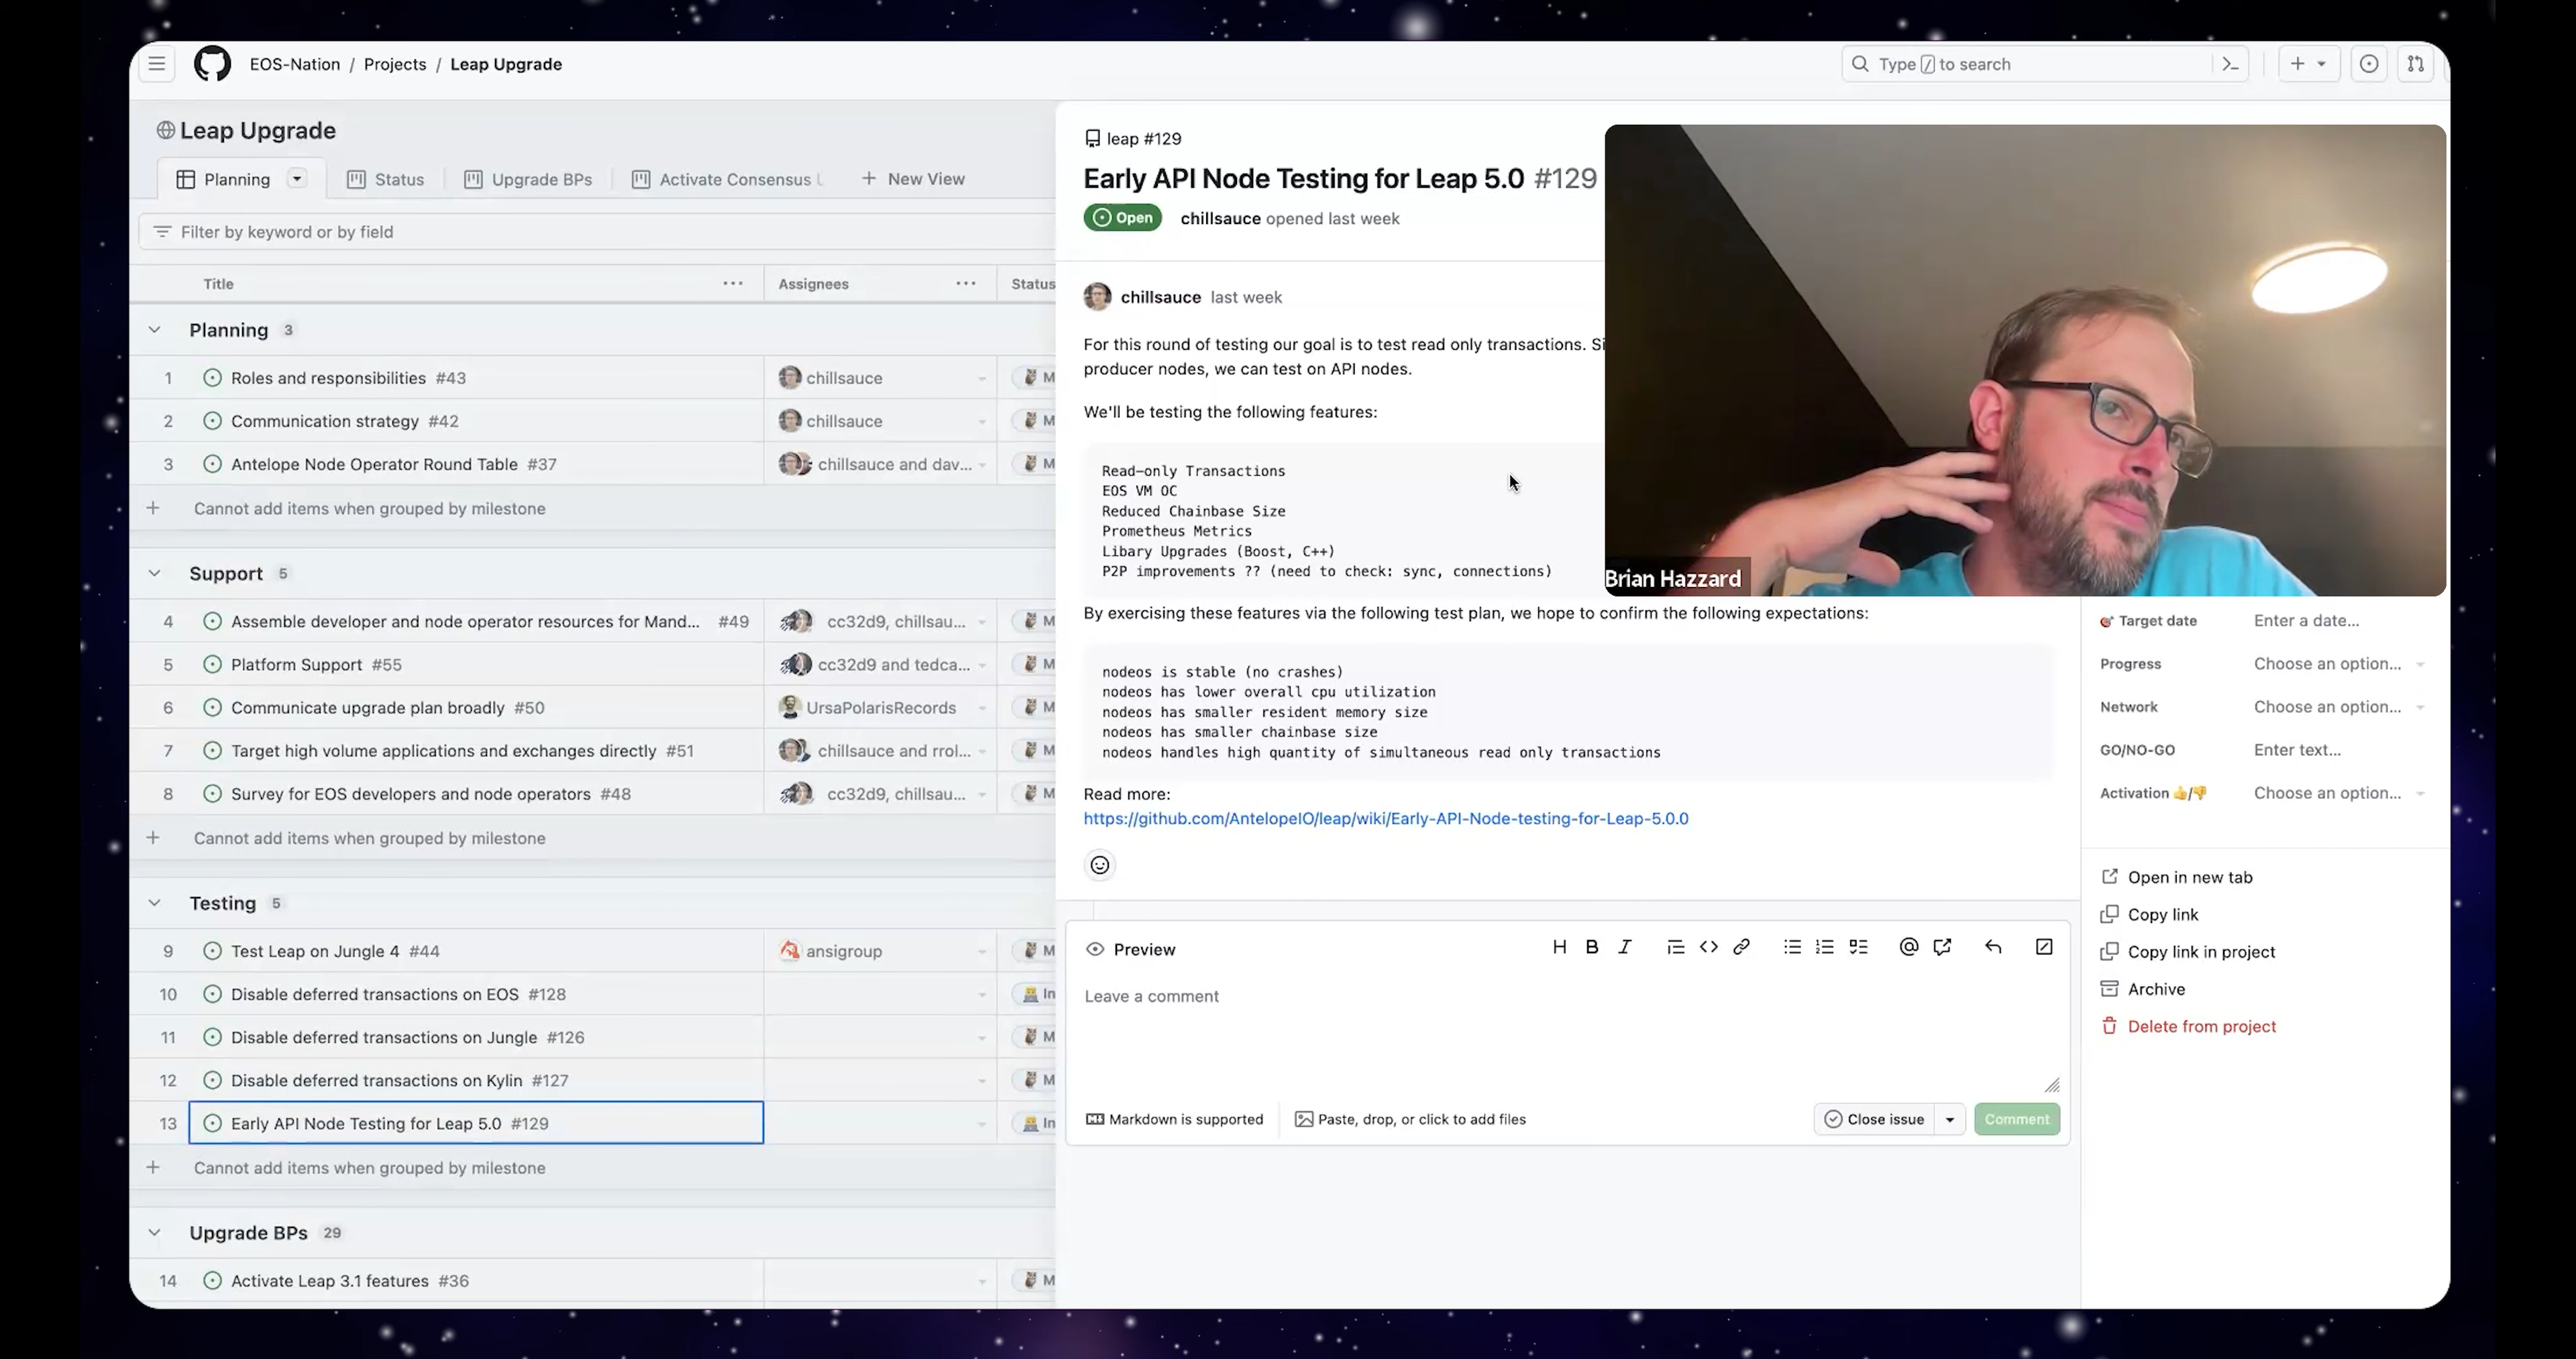 EOS-Nation / Projects / Leap Upgrade
Type / to search
Leap Upgrade
Planning
Status
Upgrade BPs
Activate Consensus
New View
Filter by keyword or by field
Title
Assignees
Status
Planning 3
1 Roles and responsibilities #43 chillsauce M
2 Communication strategy #42 chillsauce M
3 Antelope Node Operator Round Table #37 chillsauce and dav... M
Cannot add items when grouped by milestone
Support 5
4 Assemble developer and node operator resources for Mand... #49 cc32d9, chillsau... M
5 Platform Support #55 cc32d9 and tedca... M
6 Communicate upgrade plan broadly #50 UrsaPolarisRecords M
7 Target high volume applications and exchanges directly #51 chillsauce and rrol... M
8 Survey for EOS developers and node operators #48 cc32d9, chillsau... M
Cannot add items when grouped by milestone
Testing 5
9 Test Leap on Jungle 4 #44 ansigroup M
10 Disable deferred transactions on EOS #128 In
11 Disable deferred transactions on Jungle #126 M
12 Disable deferred transactions on Kylin #127 M
13 Early API Node Testing for Leap 5.0 #129 In
Cannot add items when grouped by milestone
Upgrade BPs 29
14 Activate Leap 3.1 features #36 M
leap #129
Early API Node Testing for Leap 5.0 #129
Open chillsauce opened last week
chillsauce last week
For this round of testing our goal is to test read only transactions. Si
producer nodes, we can test on API nodes.
We'll be testing the following features:
Read-only Transactions
EOS VM OC
Reduced Chainbase Size
Prometheus Metrics
Libary Upgrades (Boost, C++)
P2P improvements ?? (need to check: sync, connections)
By exercising these features via the following test plan, we hope to confirm the following expectations:
nodeos is stable (no crashes)
nodeos has lower overall cpu utilization
nodeos has smaller resident memory size
nodeos has smaller chainbase size
nodeos handles high quantity of simultaneous read only transactions
Read more:
https://github.com/AntelopeIO/leap/wiki/Early-API-Node-testing-for-Leap-5.0.0
Preview
H B I
Leave a comment
Markdown is supported
Paste, drop, or click to add files
Close issue
Comment
Brian Hazzard
Target date Enter a date...
Progress Choose an option...
Network Choose an option...
GO/NO-GO Enter text...
Activation 👍/👎 Choose an option...
Open in new tab
Copy link
Copy link in project
Archive
Delete from project